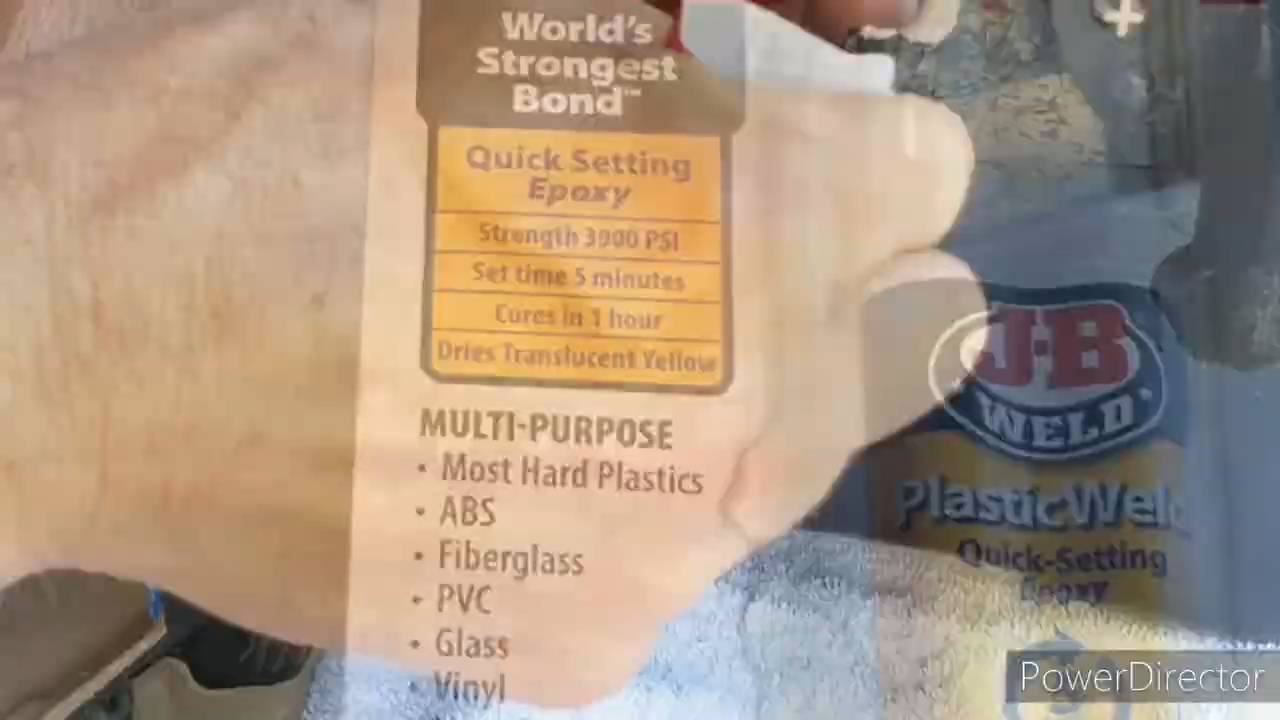 World's
Strongest
Bond™
Quick Setting
Epoxy
Strength 3900 PSI
Set time 5 minutes
Cures in 1 hour
Dries Translucent Yellow
MULTI-PURPOSE
• Most Hard Plastics
• ABS
• Fiberglass
• PVC
• Glass
• Vinyl
+
J-B
WELD
PlasticWeld
Quick-Setting
Epoxy
PowerDirector